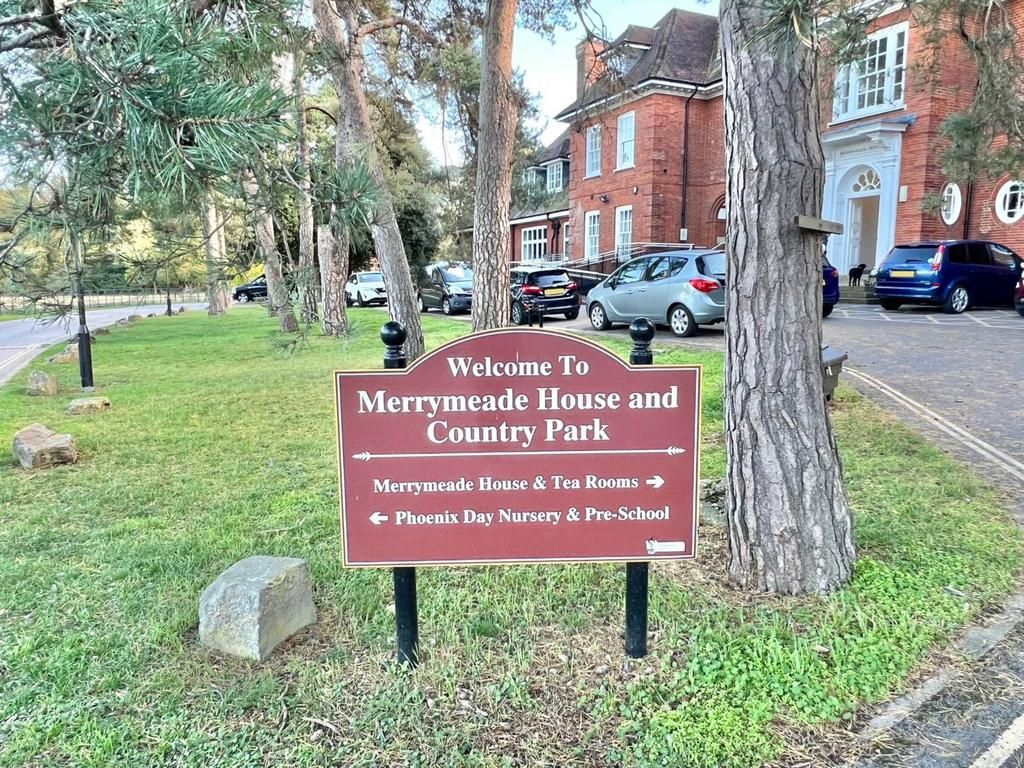 Welcome To
Merrymeade House and
Country Park
Merrymeade House & Tea Rooms →
← Phoenix Day Nursery & Pre-School